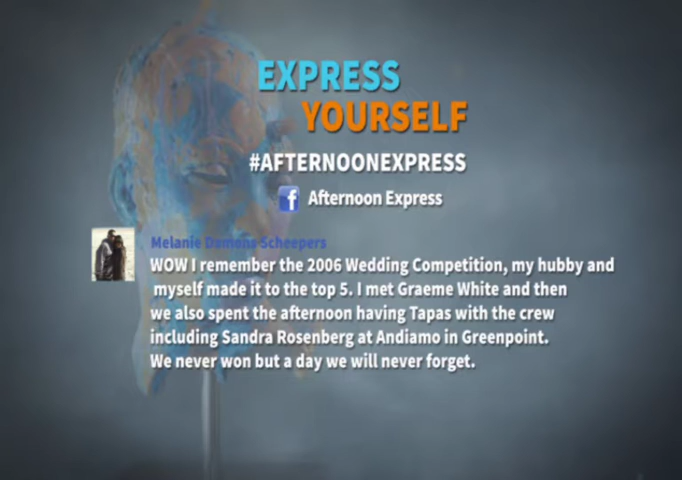 EXPRESS
YOURSELF
#AFTERNOONEXPRESS
f Afternoon Express
Melanie Damons Scheepers
WOW I remember the 2006 Wedding Competition, my hubby and
myself made it to the top 5. I met Graeme White and then
we also spent the afternoon having Tapas with the crew
including Sandra Rosenberg at Andiamo in Greenpoint.
We never won but a day we will never forget.